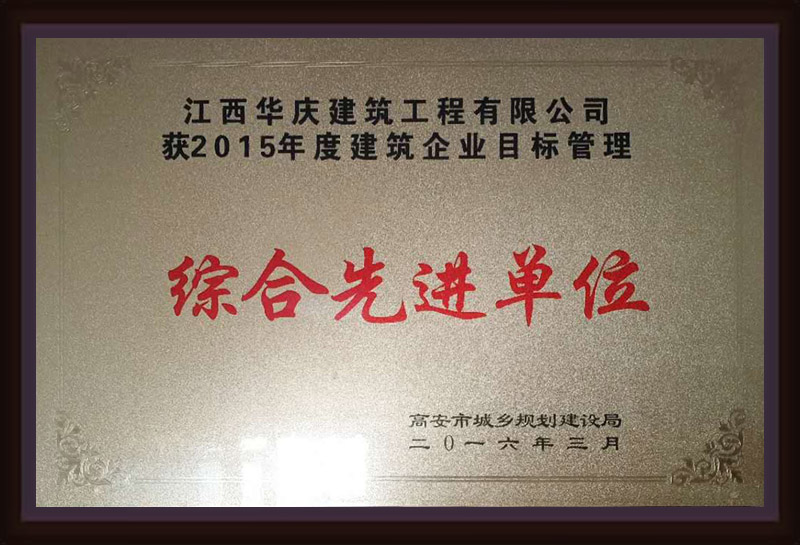 江西华庆建筑工程有限公司
获2015年度建筑企业目标管理
综合先进单位
高安市城乡规划建设局
二0一六年三月